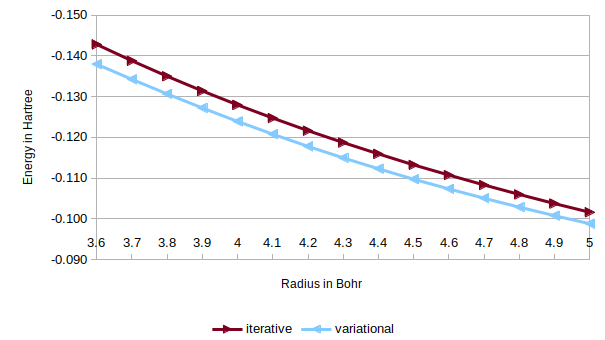 -0.150
-0.140
-0.130
-0.120
-0.110
-0.100
-0.090
Energy in Hartree
3.6 3.7 3.8 3.9 4 4.1 4.2 4.3 4.4 4.5 4.6 4.7 4.8 4.9 5
Radius in Bohr
iterative variational